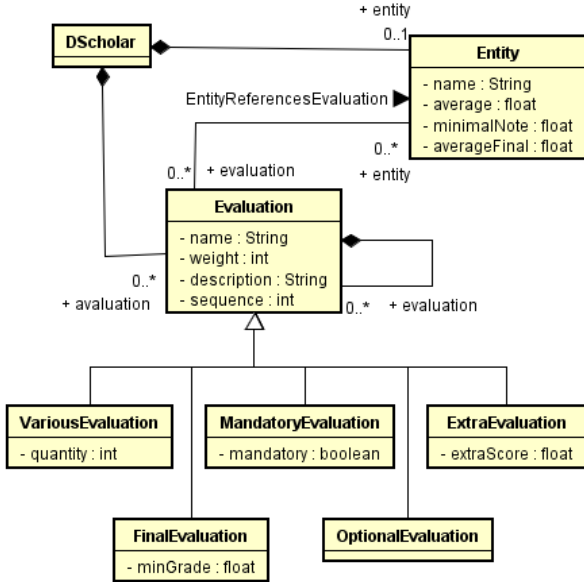 + entity
DScholar
0..1
Entity
- name : String
- average : float
- minimalNote : float
- averageFinal : float
EntityReferencesEvaluation
0..*
0..*
+ evaluation
+ entity
Evaluation
- name : String
- weight : int
- description : String
- sequence : int
0..*
+ avaluation
0..*
+ evaluation
VariousEvaluation
- quantity : int
MandatoryEvaluation
- mandatory : boolean
ExtraEvaluation
- extraScore : float
FinalEvaluation
- minGrade : float
OptionalEvaluation